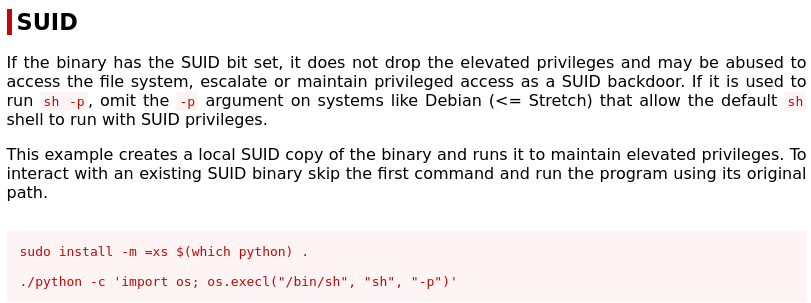 SUID
If the binary has the SUID bit set, it does not drop the elevated privileges and may be abused to
access the file system, escalate or maintain privileged access as a SUID backdoor. If it is used to
run sh -p, omit the -p argument on systems like Debian (<= Stretch) that allow the default sh
shell to run with SUID privileges.
This example creates a local SUID copy of the binary and runs it to maintain elevated privileges. To
interact with an existing SUID binary skip the first command and run the program using its original
path.
sudo install -m =xs $(which python) .
./python -c 'import os; os.execl("/bin/sh", "sh", "-p")'